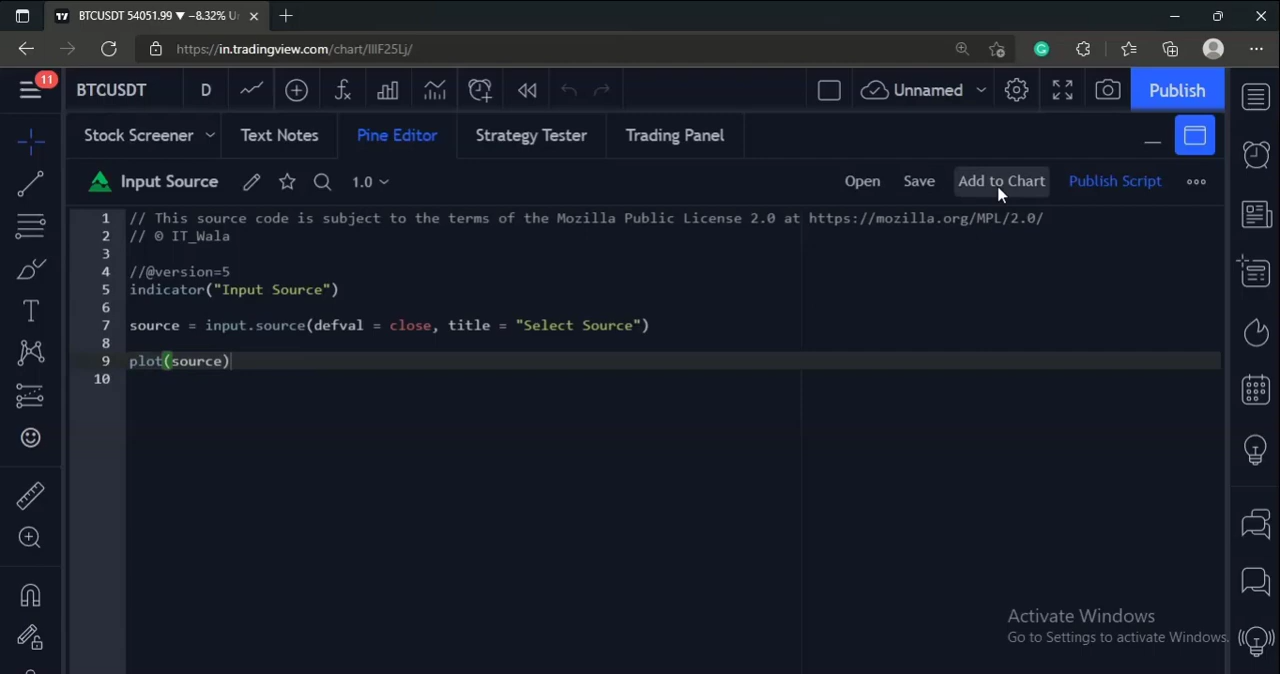 BTCUSDT 54051.99 ▼ −8.32% U
https://in.tradingview.com/chart/IIIF25Lj/
11
BTCUSDT D Unnamed Publish
Stock Screener Text Notes Pine Editor Strategy Tester Trading Panel
Input Source 1.0 Open Save Add to Chart Publish Script
1 // This source code is subject to the terms of the Mozilla Public License 2.0 at https://mozilla.org/MPL/2.0/
2 // © IT_Wala
3
4 //@version=5
5 indicator("Input Source")
6
7 source = input.source(defval = close, title = "Select Source")
8
9 plot(source)
10
Activate Windows
Go to Settings to activate Windows.